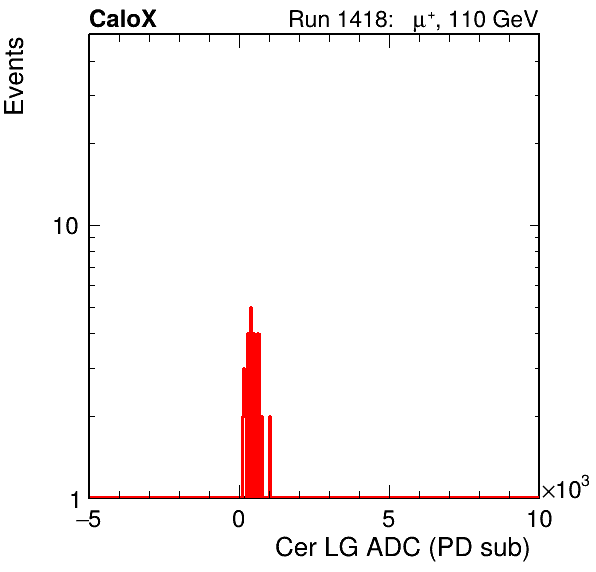 CaloX Run 1418: μ⁺, 110 GeV
Events
10
1
−5 0 5 10
×10³
Cer LG ADC (PD sub)